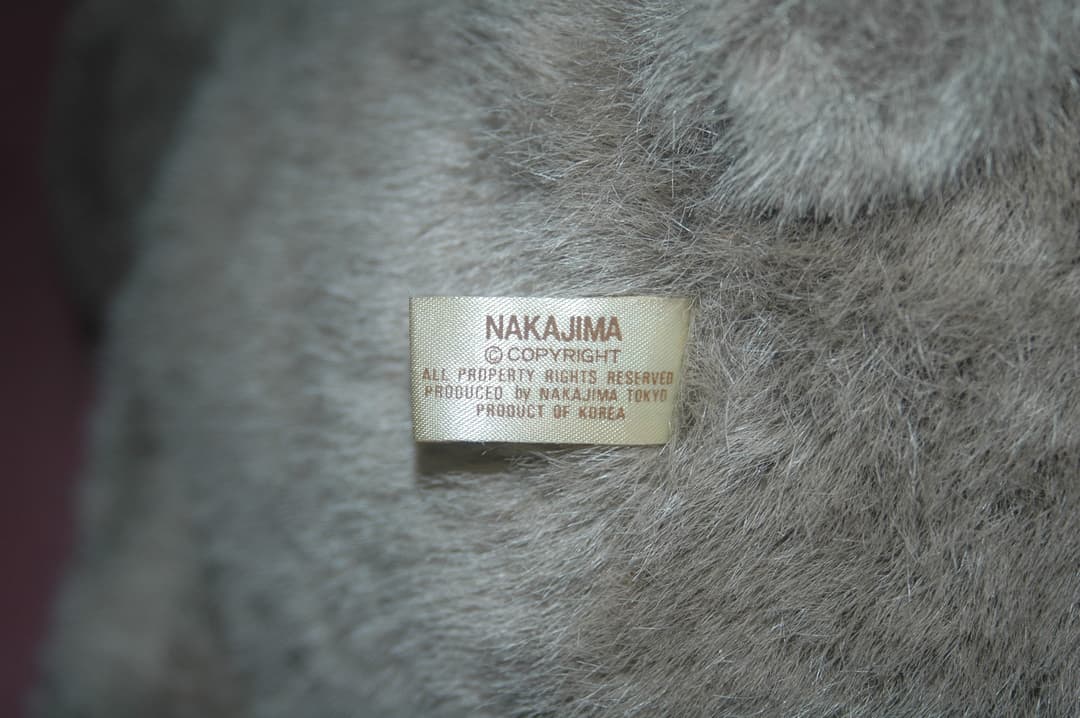 NAKAJIMA
© COPYRIGHT
ALL PROPERTY RIGHTS RESERVED
PRODUCED by NAKAJIMA TOKYO
PRODUCT OF KOREA